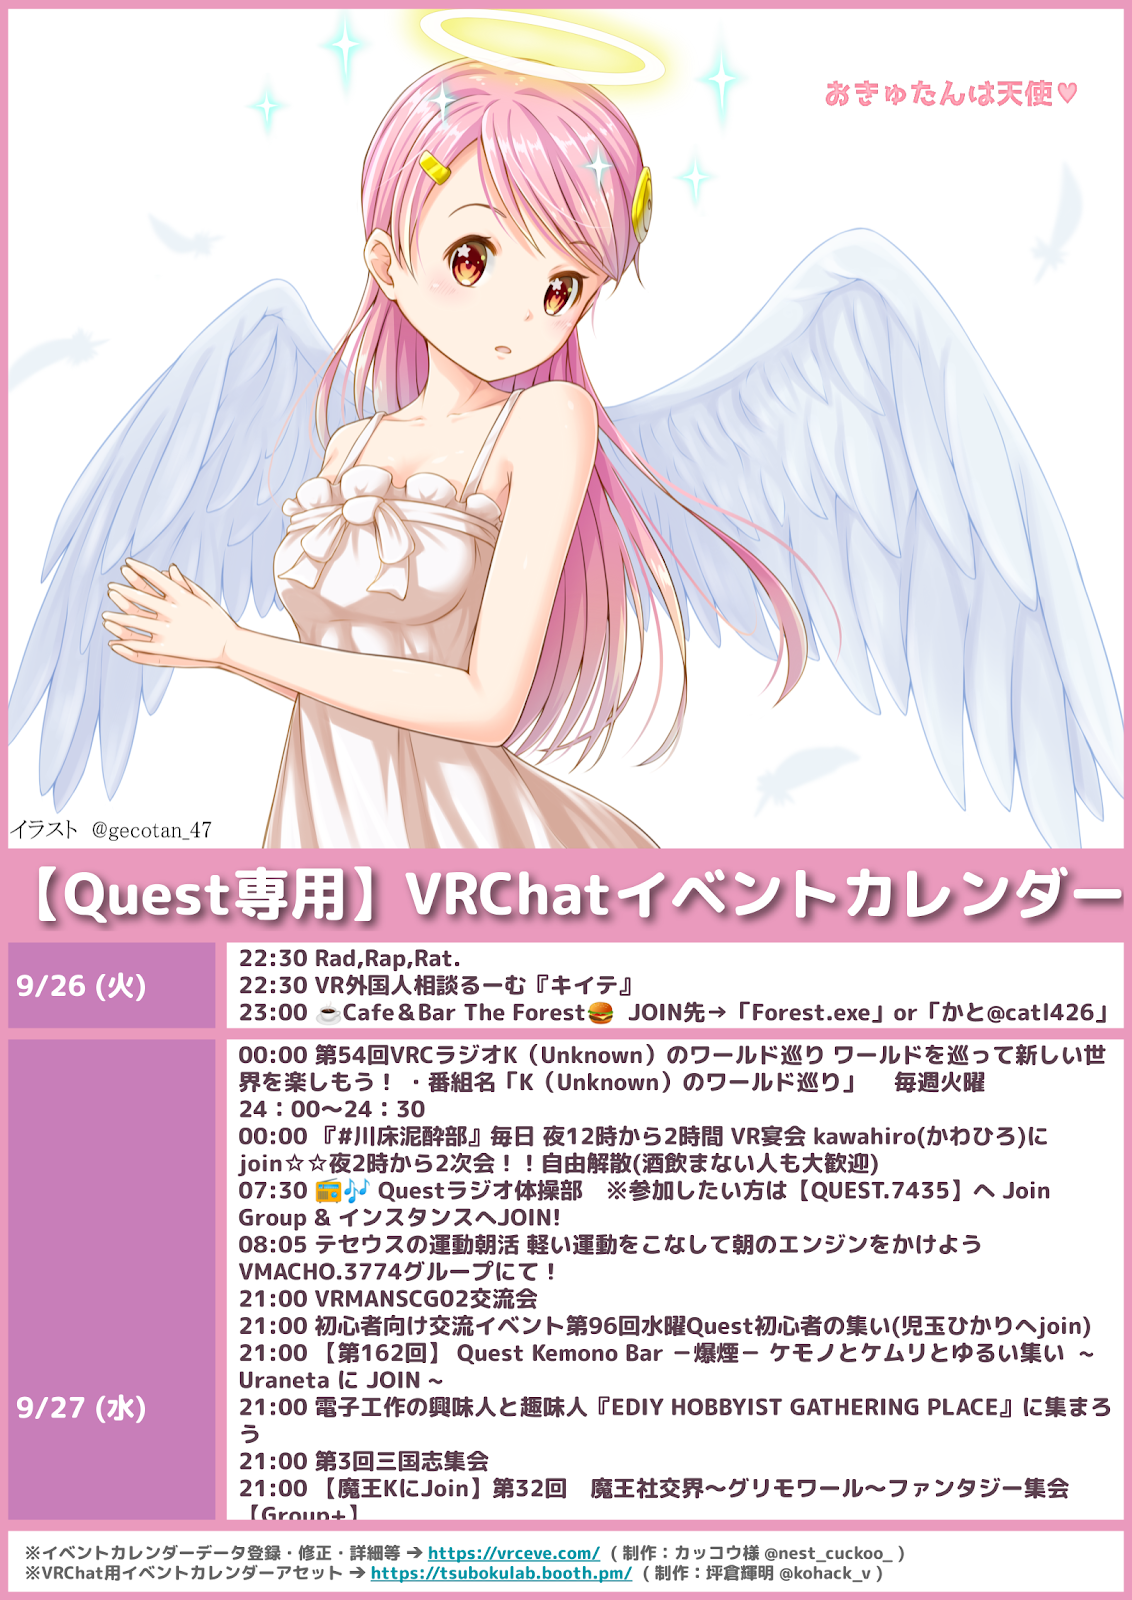 おきゅたんは天使♥
イラスト @gecotan_47
【Quest専用】VRChatイベントカレンダー
9/26 (火)
22:30 Rad,Rap,Rat.
22:30 VR外国人相談るーむ『キイテ』
23:00 ☕Cafe＆Bar The Forest🍔 JOIN先→「Forest.exe」or「かと@catl426」
9/27 (水)
00:00 第54回VRCラジオK（Unknown）のワールド巡り ワールドを巡って新しい世
界を楽しもう！ ・番組名「K（Unknown）のワールド巡り」 毎週火曜
24：00〜24：30
00:00 『#川床泥酔部』毎日 夜12時から2時間 VR宴会 kawahiro(かわひろ)に
join☆☆夜2時から2次会！！自由解散(酒飲まない人も大歓迎)
07:30 📻🎶 Questラジオ体操部 ※参加したい方は【QUEST.7435】へ Join
Group & インスタンスへJOIN!
08:05 テセウスの運動朝活 軽い運動をこなして朝のエンジンをかけよう
VMACHO.3774グループにて！
21:00 VRMANSCG02交流会
21:00 初心者向け交流イベント第96回水曜Quest初心者の集い(児玉ひかりへjoin)
21:00 【第162回】 Quest Kemono Bar －爆煙－ ケモノとケムリとゆるい集い ~
Uraneta に JOIN ~
21:00 電子工作の興味人と趣味人『EDIY HOBBYIST GATHERING PLACE』に集まろ
う
21:00 第3回三国志集会
21:00 【魔王KにJoin】第32回 魔王社交界〜グリモワール〜ファンタジー集会
【Group+】
※イベントカレンダーデータ登録・修正・詳細等 ➔ https://vrceve.com/ ( 制作：カッコウ様 @nest_cuckoo_ )
※VRChat用イベントカレンダーアセット ➔ https://tsubokulab.booth.pm/ ( 制作：坪倉輝明 @kohack_v )